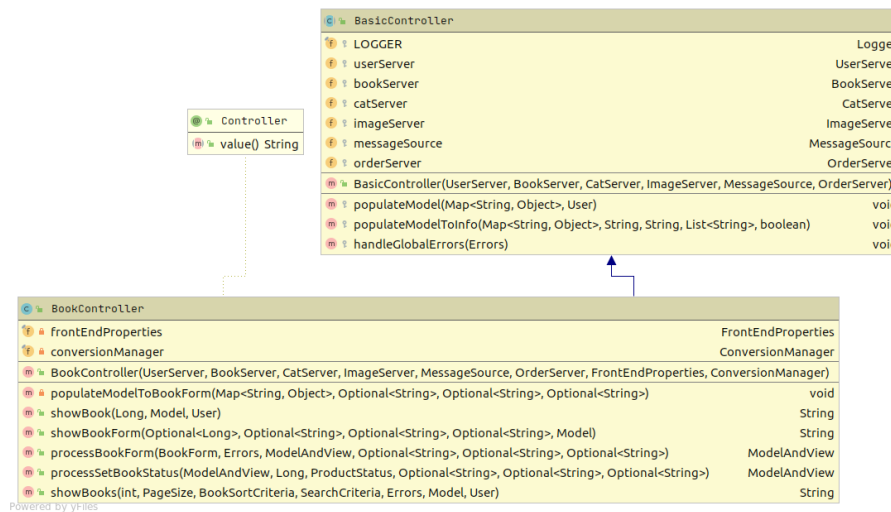 BasicController
LOGGER Logge
userServer UserServe
bookServer BookServe
catServer CatServe
imageServer ImageServe
messageSource MessageSourc
orderServer OrderServe
BasicController(UserServer, BookServer, CatServer, ImageServer, MessageSource, OrderServer)
populateModel(Map<String, Object>, User) voi
populateModelToInfo(Map<String, Object>, String, String, List<String>, boolean) voi
handleGlobalErrors(Errors) voi
Controller
value() String
BookController
frontEndProperties FrontEndProperties
conversionManager ConversionManager
BookController(UserServer, BookServer, CatServer, ImageServer, MessageSource, OrderServer, FrontEndProperties, ConversionManager)
populateModelToBookForm(Map<String, Object>, Optional<String>, Optional<String>, Optional<String>) void
showBook(Long, Model, User) String
showBookForm(Optional<Long>, Optional<String>, Optional<String>, Optional<String>, Model) String
processBookForm(BookForm, Errors, ModelAndView, Optional<String>, Optional<String>, Optional<String>) ModelAndView
processSetBookStatus(ModelAndView, Long, ProductStatus, Optional<String>, Optional<String>, Optional<String>) ModelAndView
showBooks(int, PageSize, BookSortCriteria, SearchCriteria, Errors, Model, User) String
Powered by yFiles